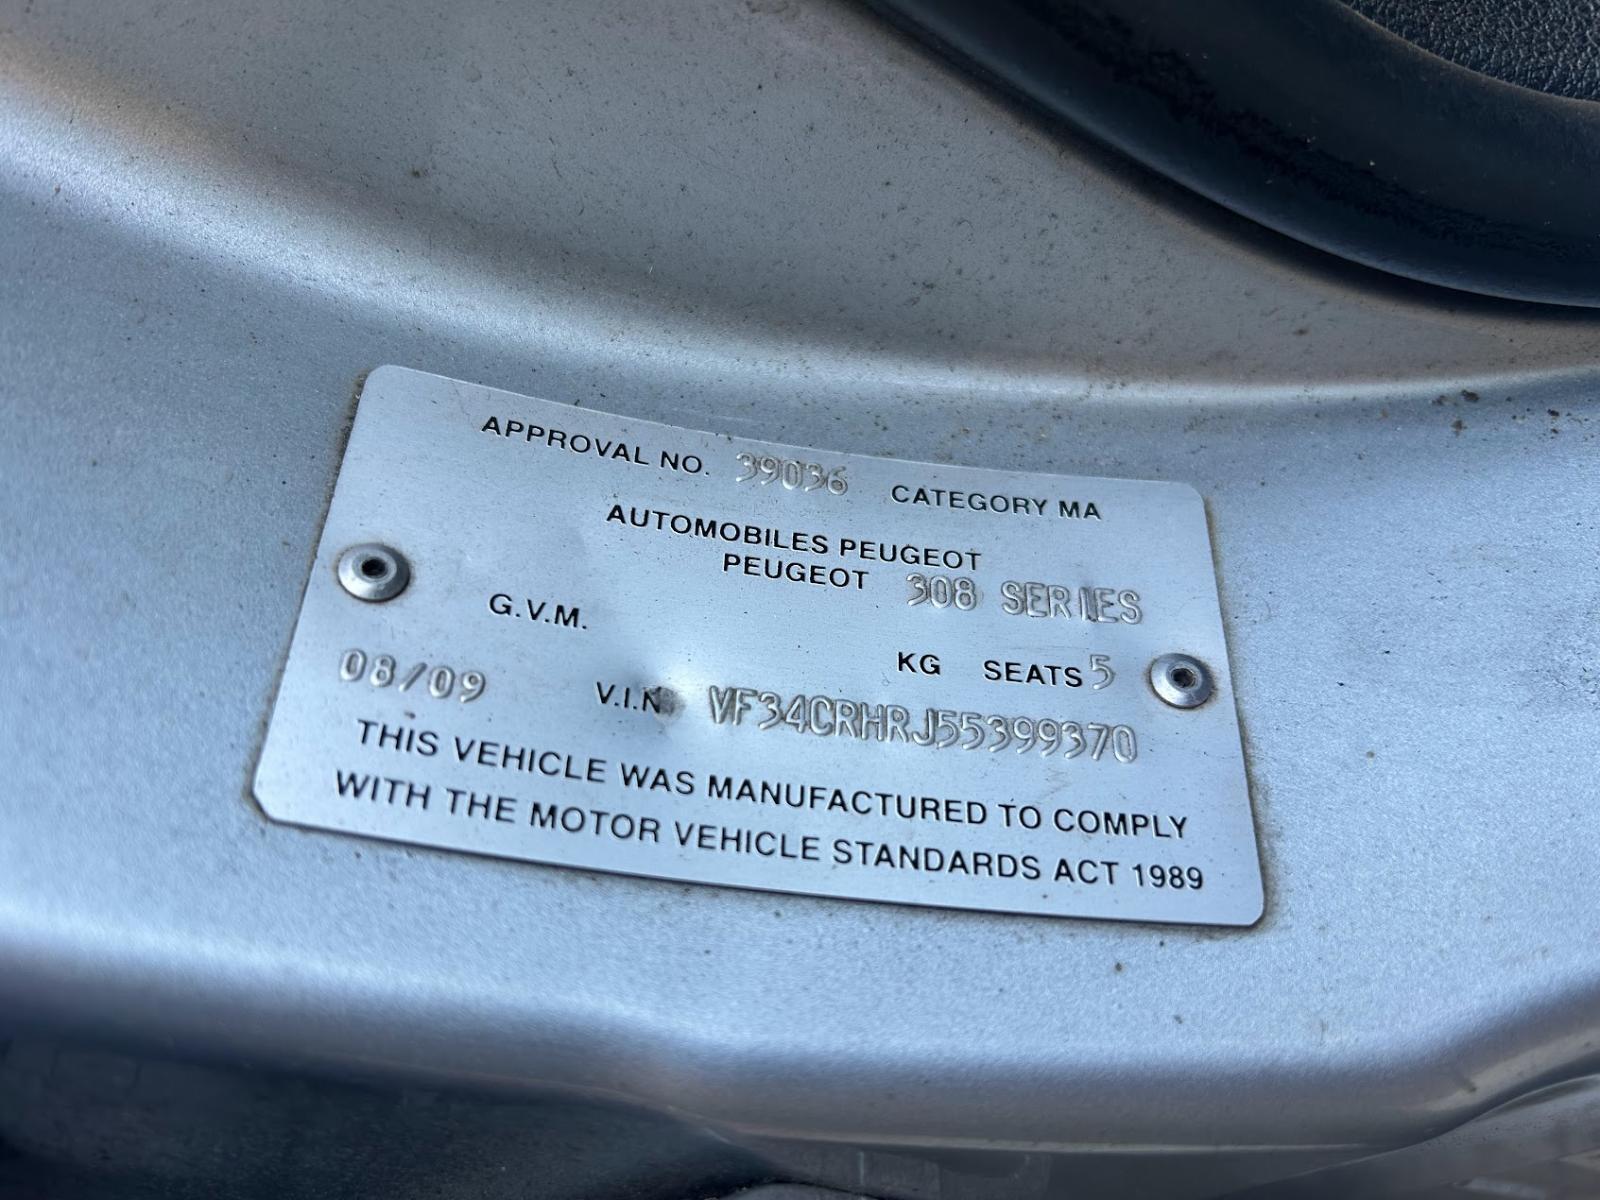 APPROVAL NO. 39036 CATEGORY MA
AUTOMOBILES PEUGEOT
PEUGEOT 308 SERIES
G.V.M. KG SEATS 5
08/09 V.I.N VF34CRHRJ55399370
THIS VEHICLE WAS MANUFACTURED TO COMPLY
WITH THE MOTOR VEHICLE STANDARDS ACT 1989